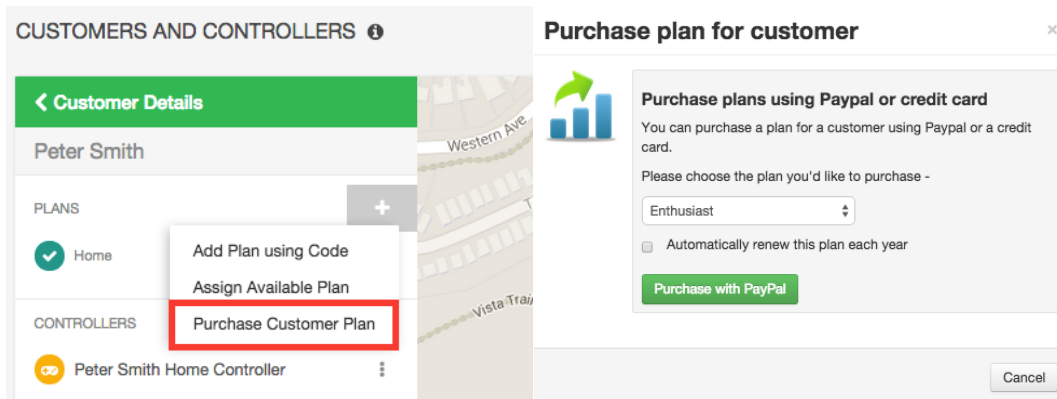 CUSTOMERS AND CONTROLLERS
Customer Details
Peter Smith
PLANS
Home
Add Plan using Code
Assign Available Plan
Purchase Customer Plan
CONTROLLERS
Peter Smith Home Controller
Western Ave
Vista Trail
Purchase plan for customer
Purchase plans using Paypal or credit card
You can purchase a plan for a customer using Paypal or a credit
card.
Please choose the plan you'd like to purchase -
Enthusiast
Automatically renew this plan each year
Purchase with PayPal
Cancel